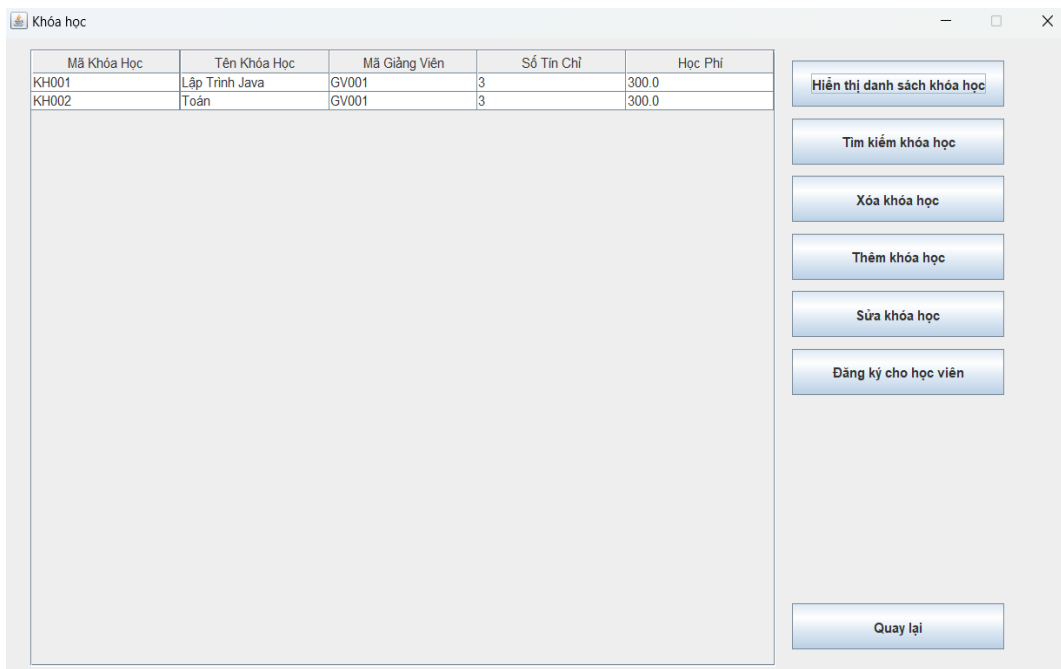 Khóa học
Mã Khóa Học Tên Khóa Học Mã Giảng Viên Số Tín Chỉ Học Phí
KH001 Lập Trình Java GV001 3 300.0
KH002 Toán GV001 3 300.0
Hiển thị danh sách khóa học
Tìm kiếm khóa học
Xóa khóa học
Thêm khóa học
Sửa khóa học
Đăng ký cho học viên
Quay lại